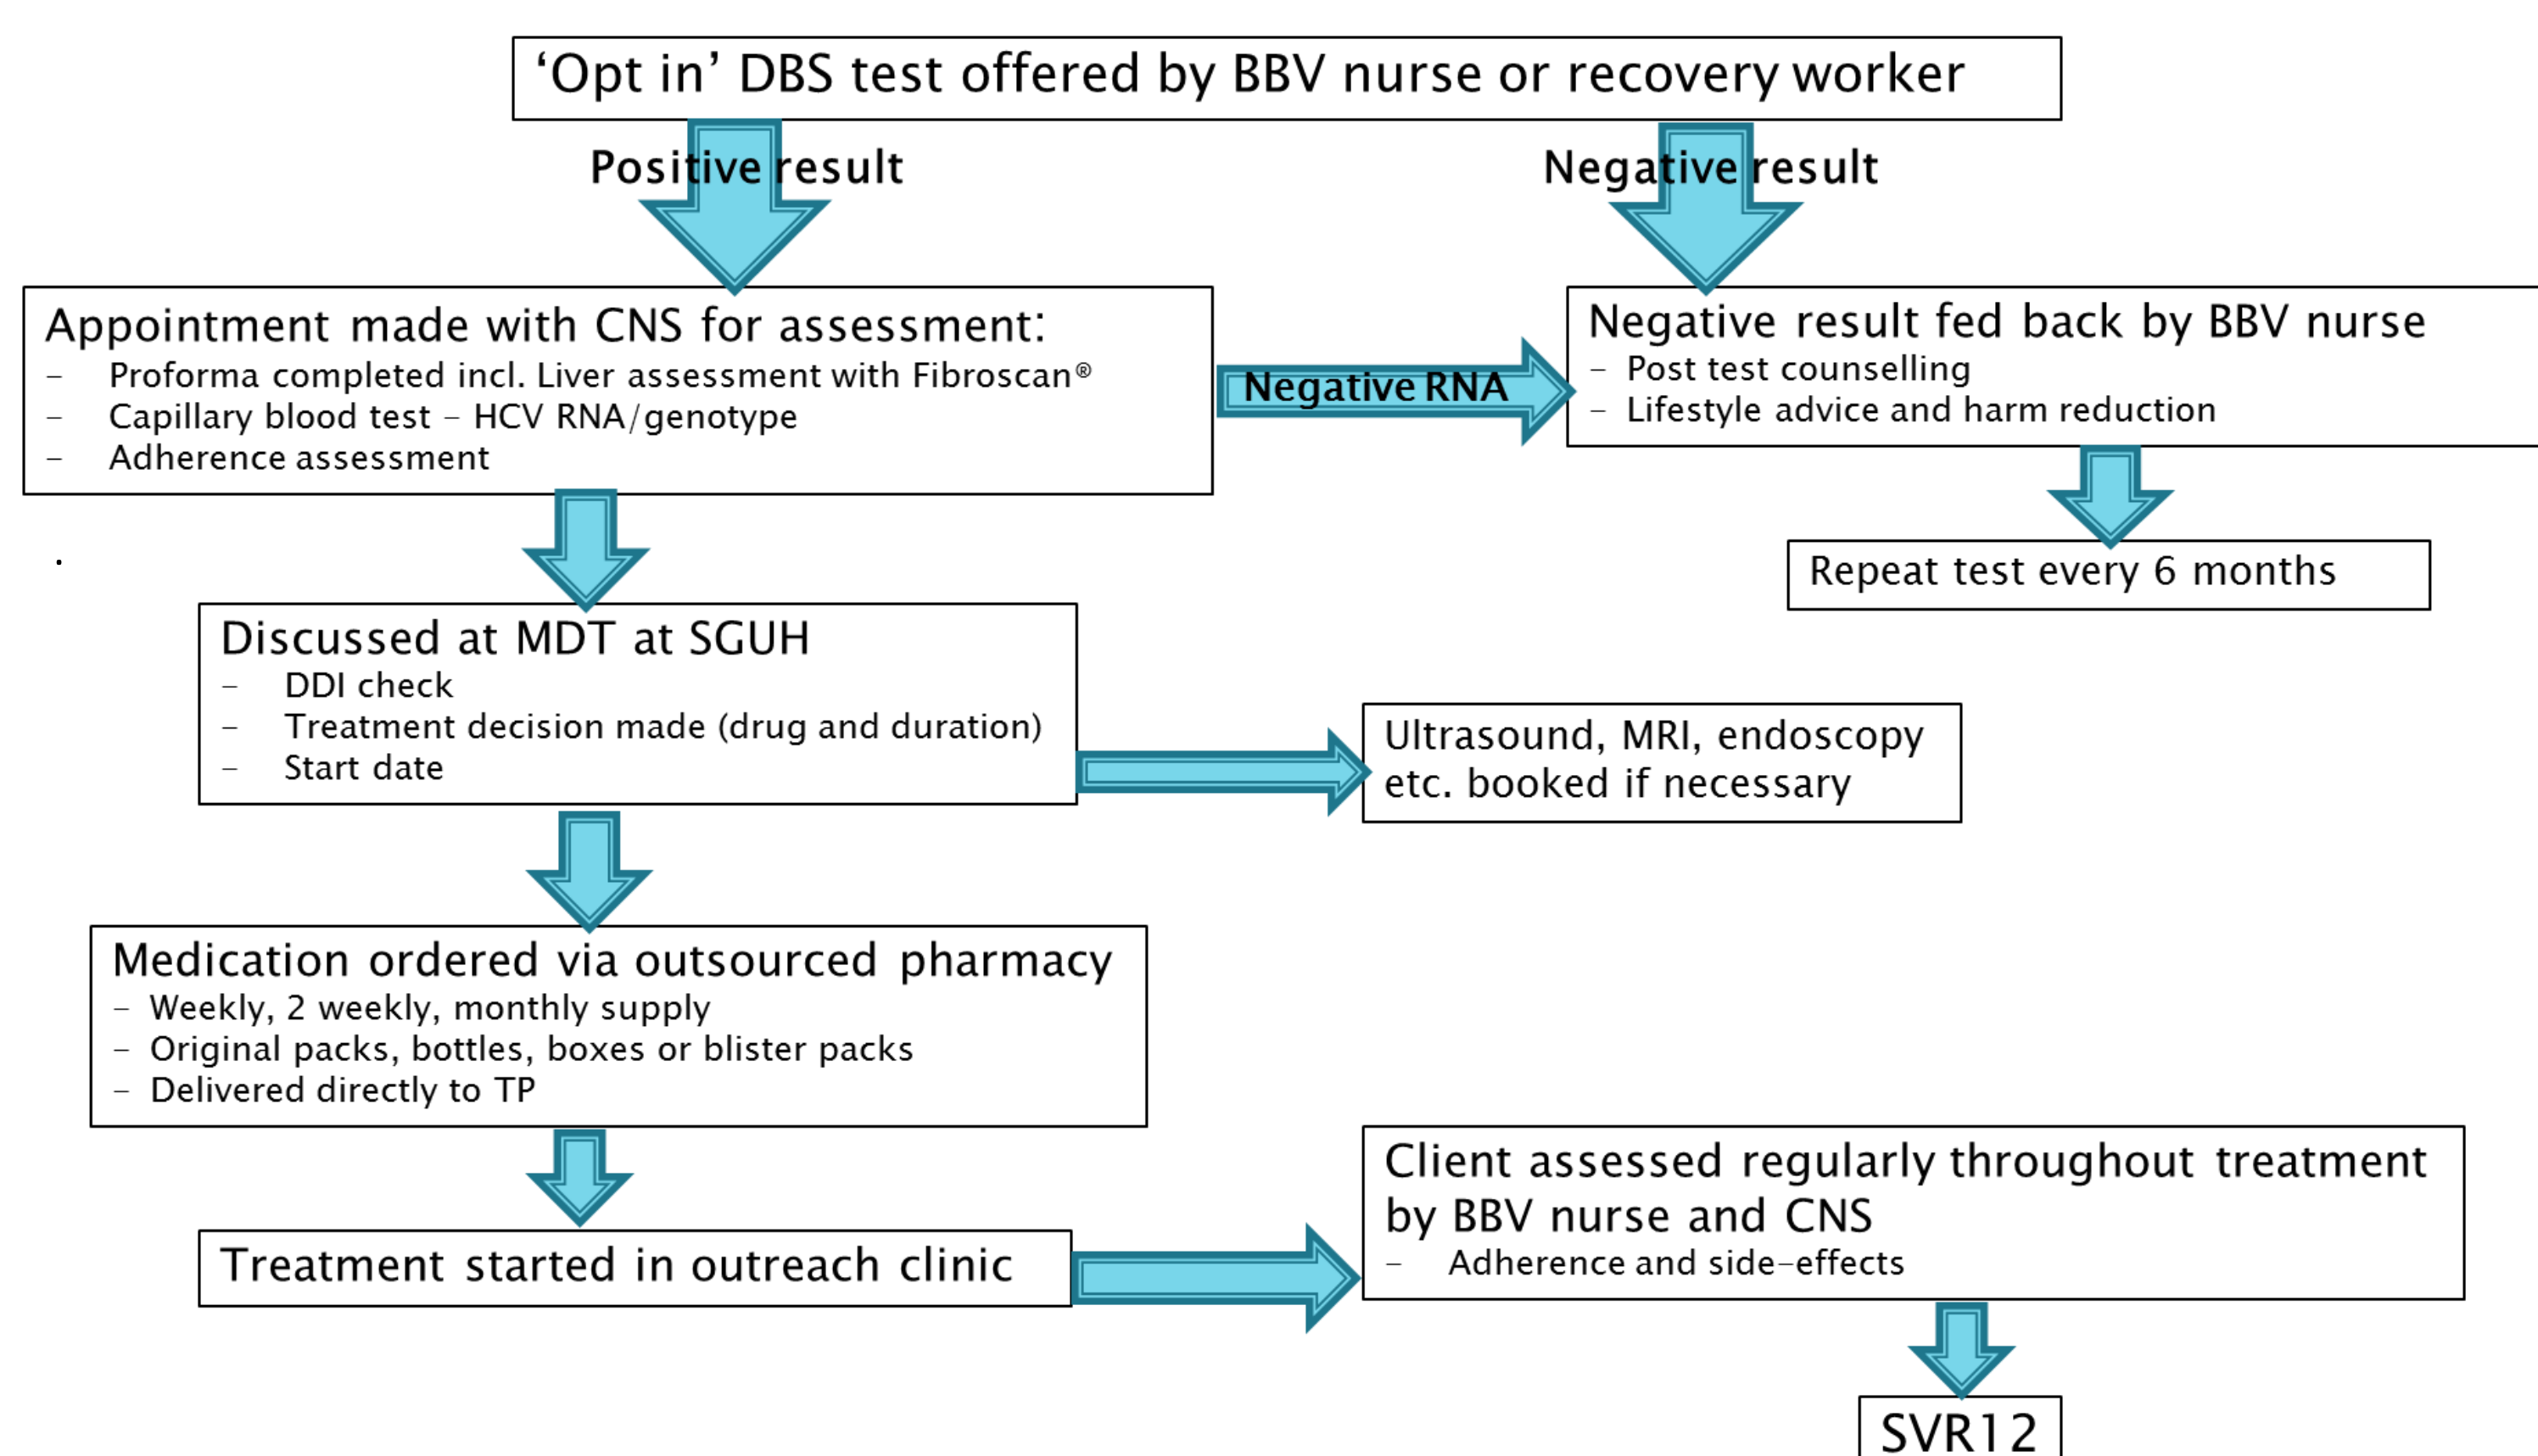 ‘Opt in’ DBS test offered by BBV nurse or recovery worker
Positive result
Negative result
Appointment made with CNS for assessment:
– Proforma completed incl. Liver assessment with Fibroscan®
– Capillary blood test – HCV RNA/genotype
– Adherence assessment
Negative RNA
Negative result fed back by BBV nurse
– Post test counselling
– Lifestyle advice and harm reduction
Repeat test every 6 months
.
Discussed at MDT at SGUH
– DDI check
– Treatment decision made (drug and duration)
– Start date
Ultrasound, MRI, endoscopy
etc. booked if necessary
Medication ordered via outsourced pharmacy
– Weekly, 2 weekly, monthly supply
– Original packs, bottles, boxes or blister packs
– Delivered directly to TP
Treatment started in outreach clinic
Client assessed regularly throughout treatment
by BBV nurse and CNS
– Adherence and side-effects
SVR12